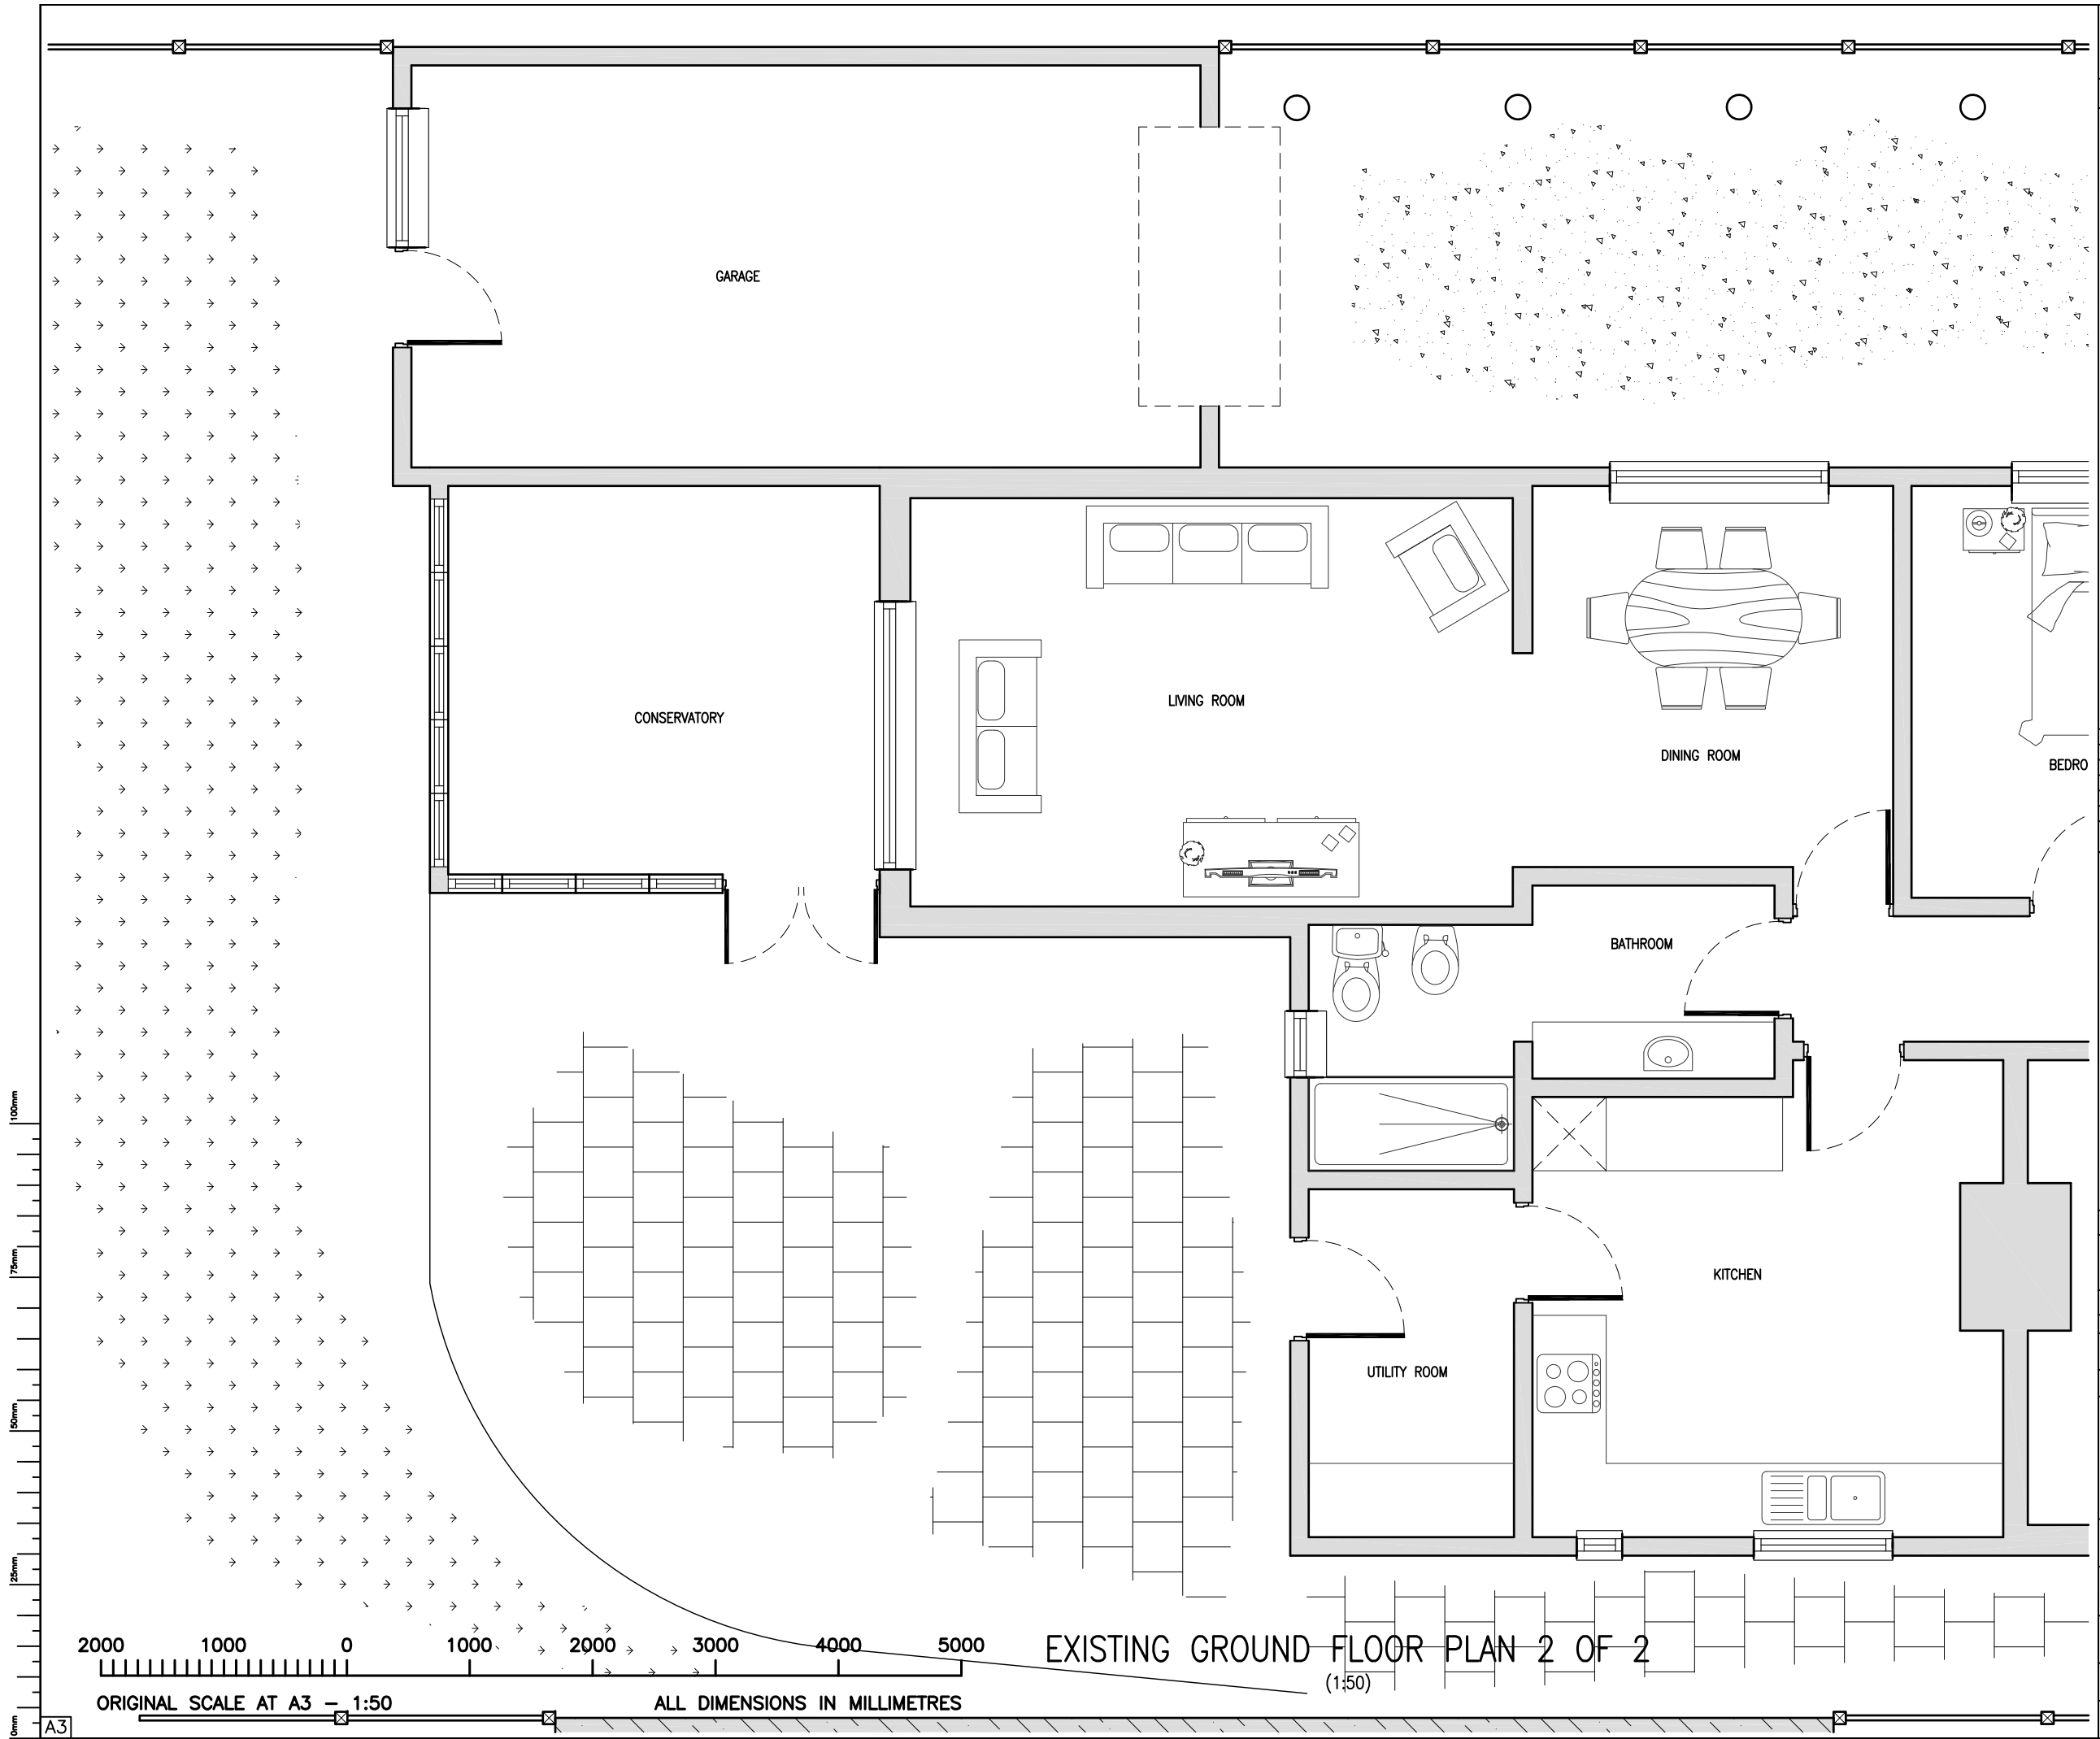 GARAGE
LIVING ROOM
CONSERVATORY
DINING ROOM
BEDRO
BATHROOM
KITCHEN
UTILITY ROOM
100mm
75mm
50mm
25mm
0mm
2000 1000 0 1000 2000 3000 4000 5000
EXISTING GROUND FLOOR PLAN 2 OF 2
(1:50)
ORIGINAL SCALE AT A3 - 1:50 ALL DIMENSIONS IN MILLIMETRES
A3